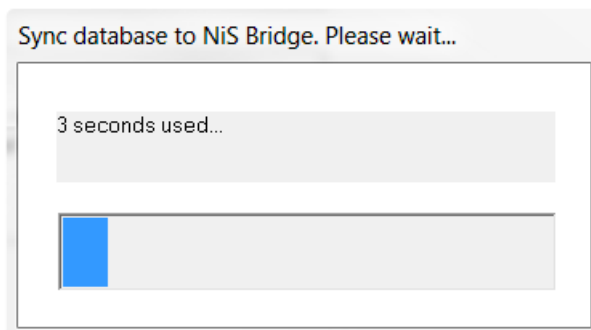 Sync database to NiS Bridge. Please wait...
3 seconds used...